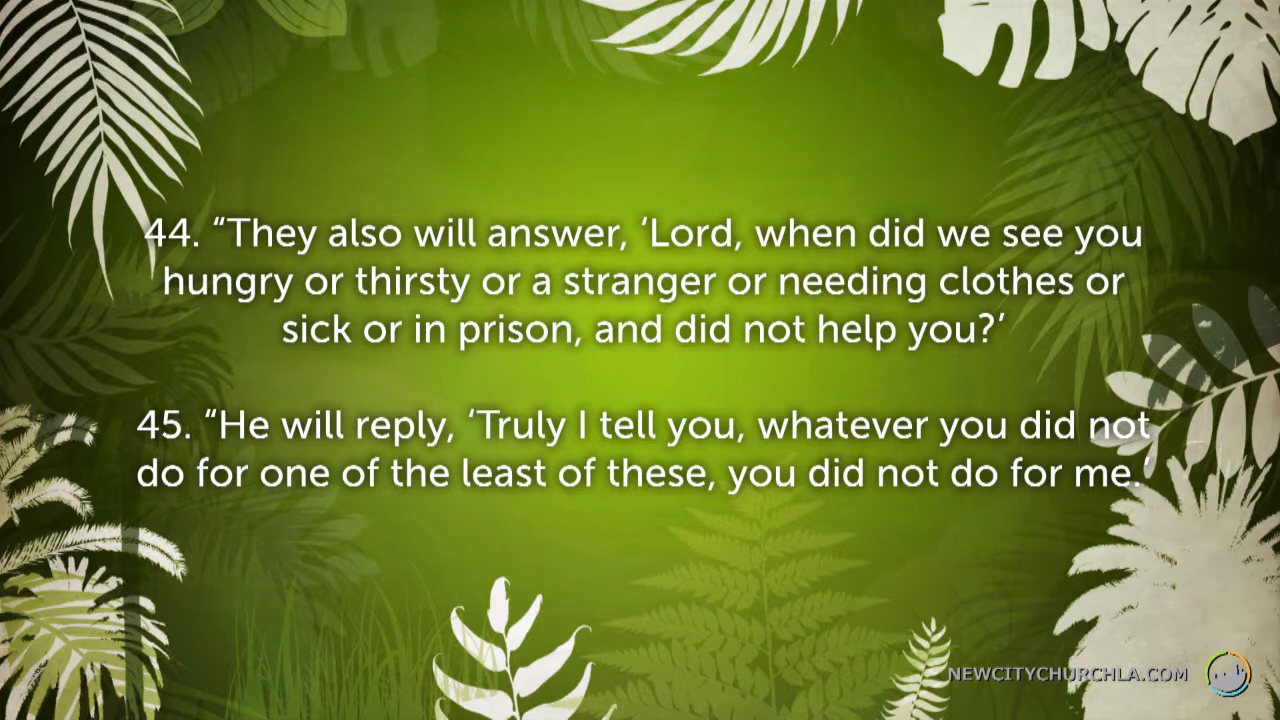 44. “They also will answer, ‘Lord, when did we see you
hungry or thirsty or a stranger or needing clothes or
sick or in prison, and did not help you?’
45. “He will reply, ‘Truly I tell you, whatever you did not
do for one of the least of these, you did not do for me.’
NEWCITYCHURCHLA.COM